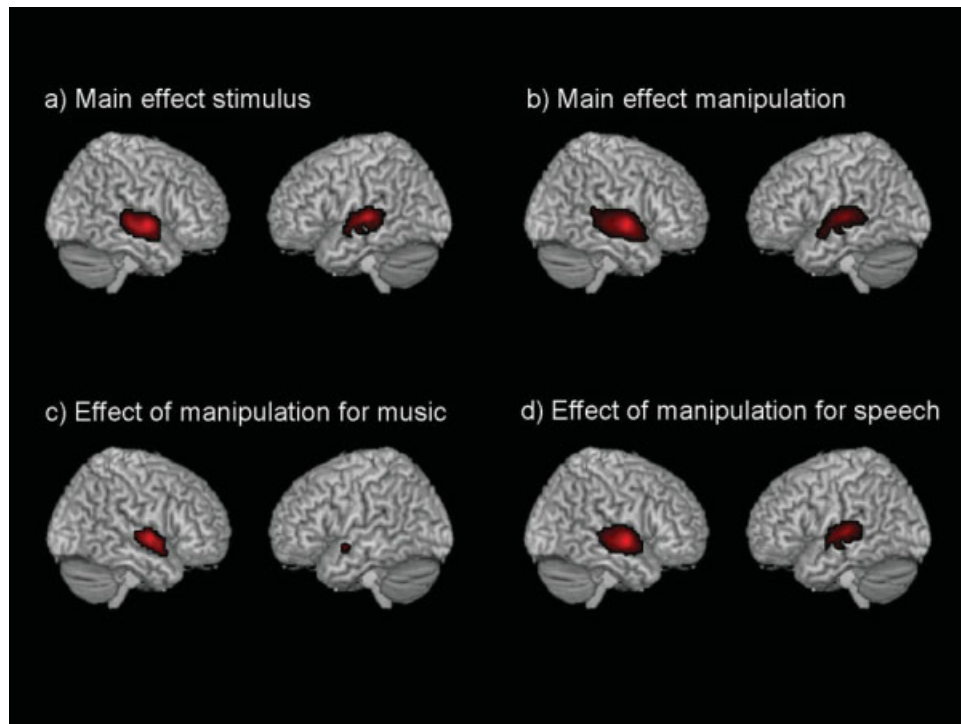 a) Main effect stimulus
b) Main effect manipulation
c) Effect of manipulation for music
d) Effect of manipulation for speech